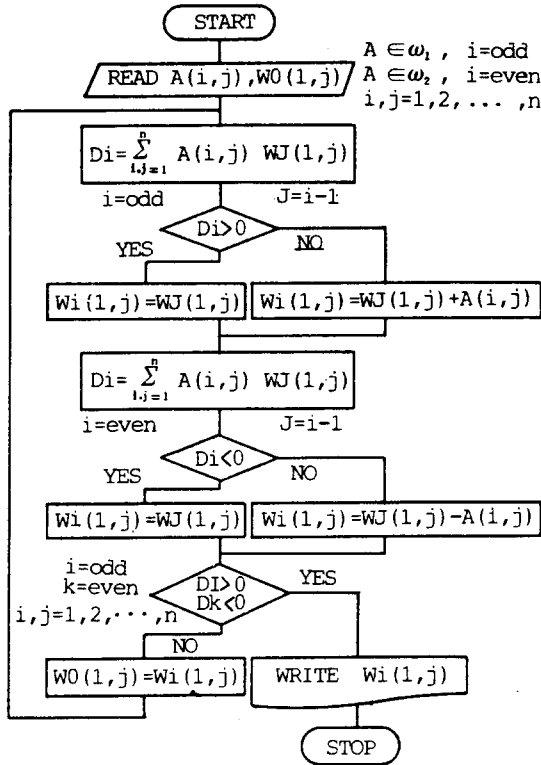 START
READ A(i,j),W0(1,j)
A ∈ ω₁ , i=odd
A ∈ ω₂ , i=even
i,j=1,2, ... ,n
Di= Σ A(i,j) WJ(1,j)
n
i,j=1
i=odd J=i-1
Di>0
YES NO
Wi(1,j)=WJ(1,j) Wi(1,j)=WJ(1,j)+A(i,j)
Di= Σ A(i,j) WJ(1,j)
n
i,j=1
i=even J=i-1
Di<0
YES NO
Wi(1,j)=WJ(1,j) Wi(1,j)=WJ(1,j)-A(i,j)
i=odd
k=even
i,j=1,2,···,n
DI>0
Dk<0
YES
NO
W0(1,j)=Wi(1,j) WRITE Wi(1,j)
STOP